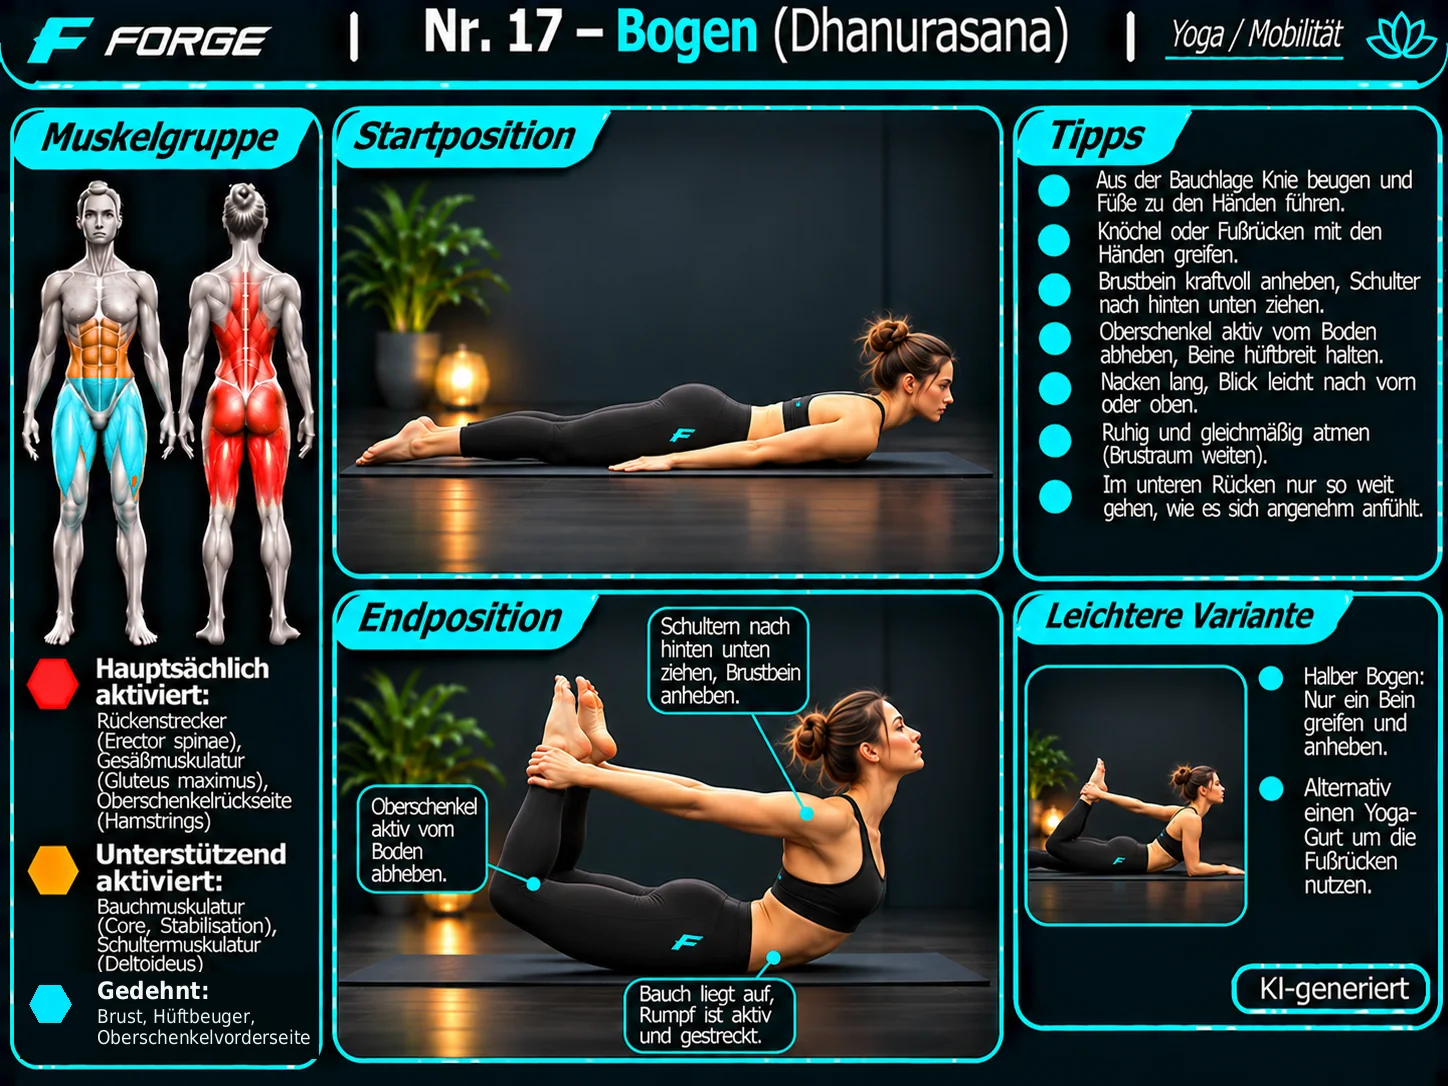 FORGE
Nr. 17 – Bogen (Dhanurasana)
Yoga / Mobilität
Muskelgruppe
Hauptsächlich
aktiviert:
Rückenstrecker
(Erector spinae),
Gesäßmuskulatur
(Gluteus maximus),
Oberschenkelrückseite
(Hamstrings)
Unterstützend
aktiviert:
Bauchmuskulatur
(Core, Stabilisation),
Schultermuskulatur
(Deltoideus)
Gedehnt:
Brust, Hüftbeuger,
Oberschenkelvorderseite
Startposition
Endposition
Schultern nach
hinten unten
ziehen, Brustbein
anheben.
Oberschenkel
aktiv vom
Boden
abheben.
Bauch liegt auf,
Rumpf ist aktiv
und gestreckt.
Tipps
Aus der Bauchlage Knie beugen und
Füße zu den Händen führen.
Knöchel oder Fußrücken mit den
Händen greifen.
Brustbein kraftvoll anheben, Schulter
nach hinten unten ziehen.
Oberschenkel aktiv vom Boden
abheben, Beine hüftbreit halten.
Nacken lang, Blick leicht nach vorn
oder oben.
Ruhig und gleichmäßig atmen
(Brustraum weiten).
Im unteren Rücken nur so weit
gehen, wie es sich angenehm anfühlt.
Leichtere Variante
Halber Bogen:
Nur ein Bein
greifen und
anheben.
Alternativ
einen Yoga-
Gurt um die
Fußrücken
nutzen.
KI-generiert